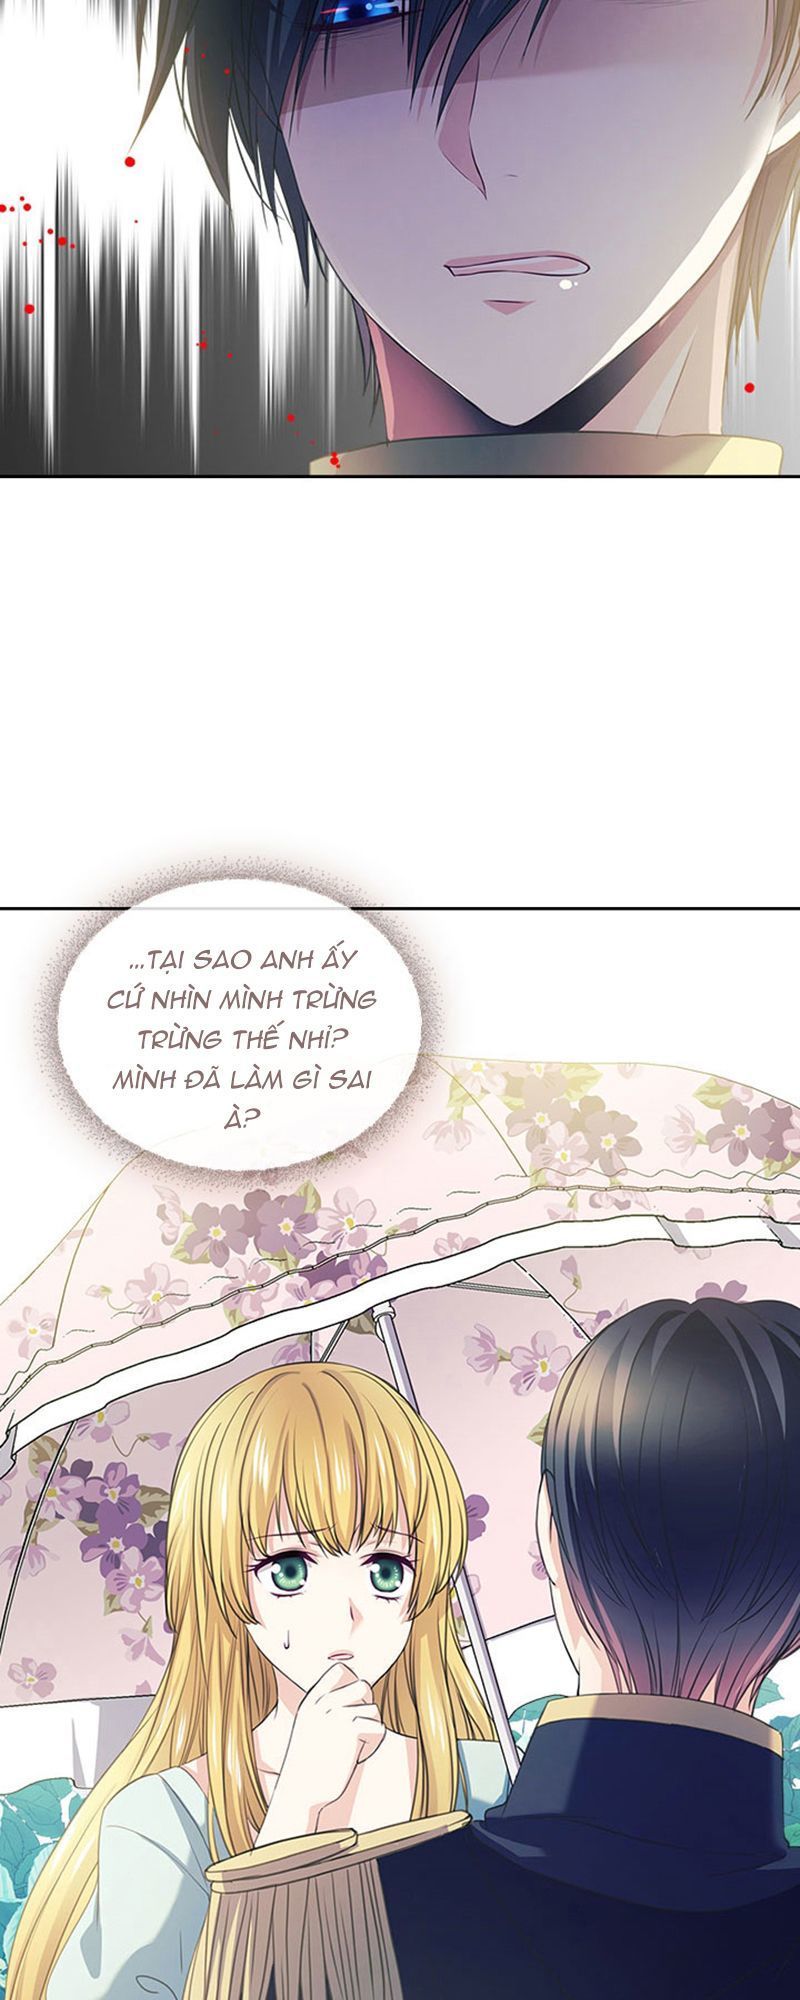 ...TẠI SAO ANH ẤY
CỨ NHÌN MÌNH TRỪNG
TRỪNG THẾ NHỈ?
MÌNH ĐÃ LÀM GÌ SAI
À?